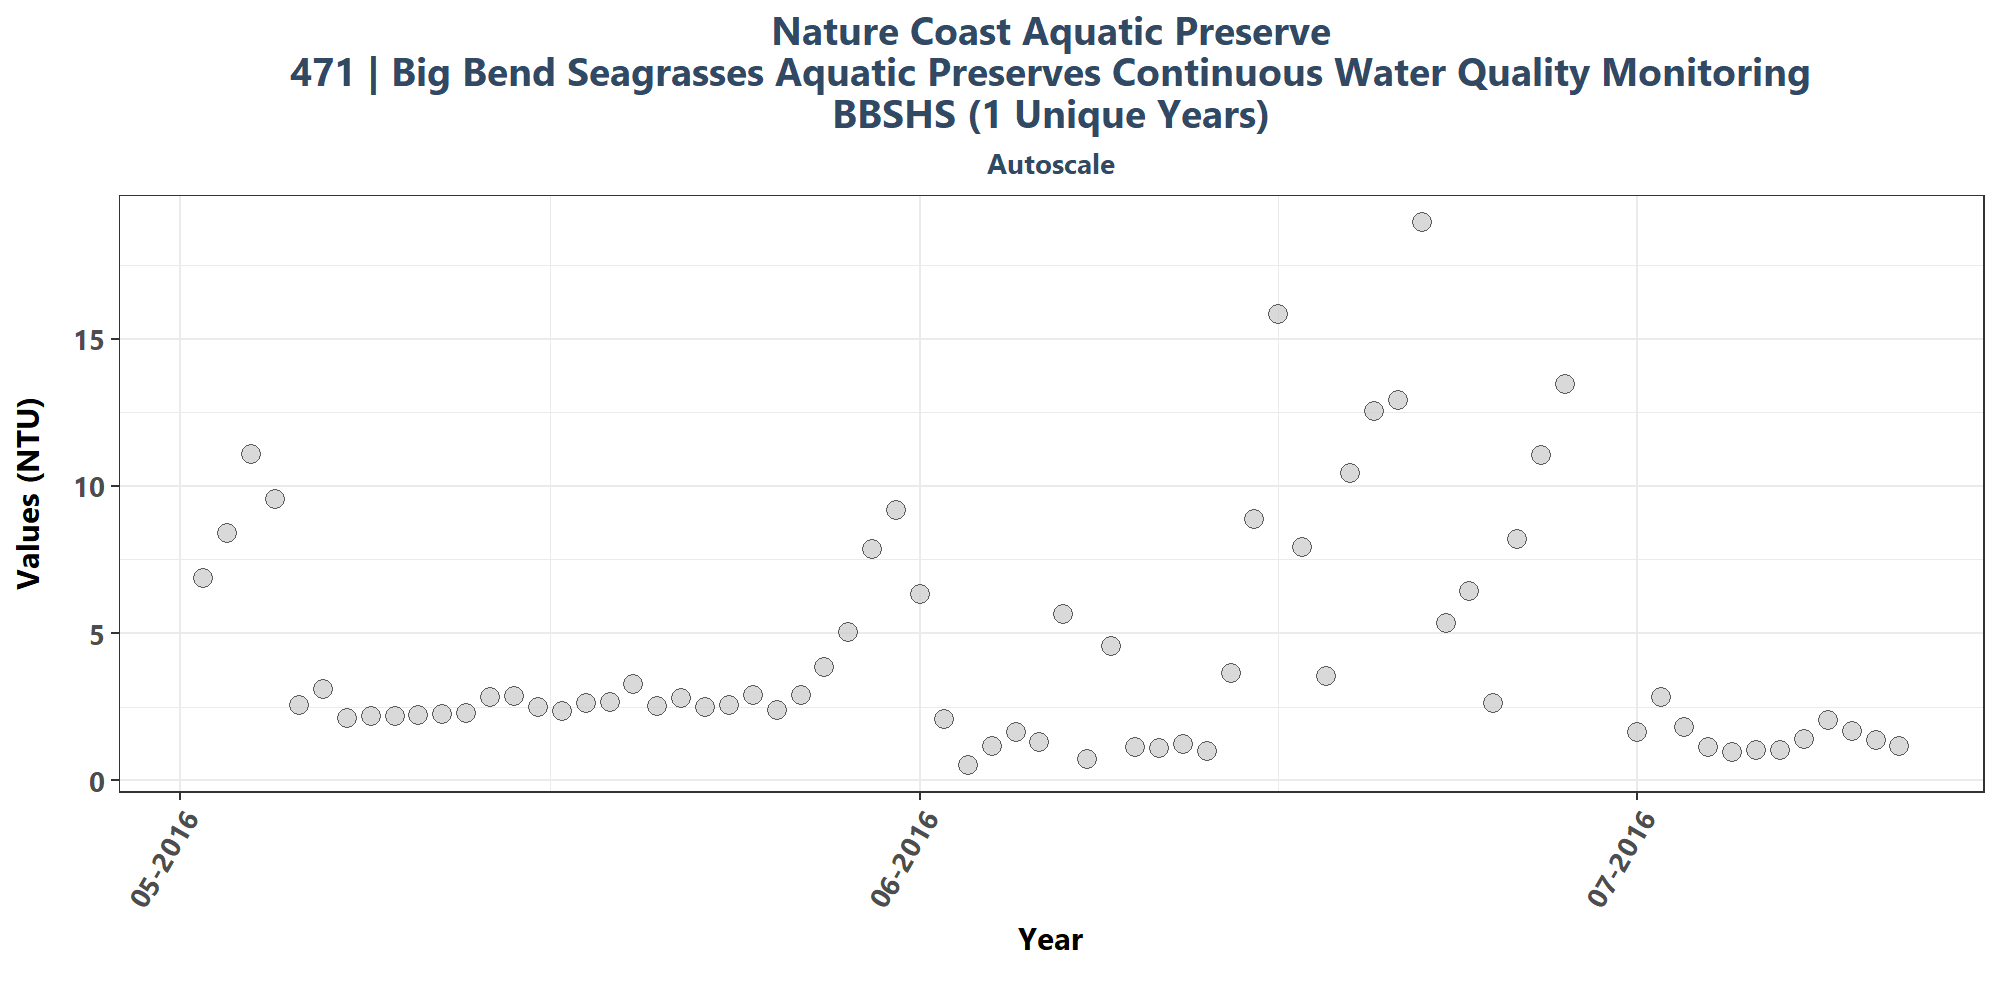 Nature Coast Aquatic Preserve
471 | Big Bend Seagrasses Aquatic Preserves Continuous Water Quality Monitoring
BBSHS (1 Unique Years)
Autoscale
Values (NTU)
15
10
5
0
05-2016
06-2016
07-2016
Year